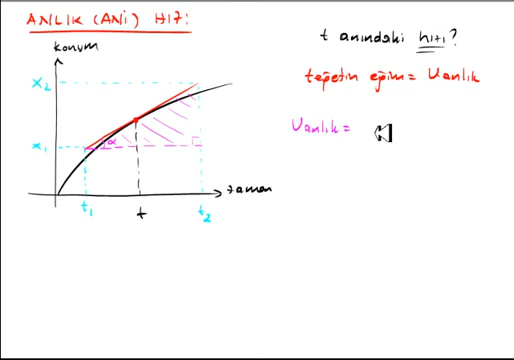 ANLIK (ANİ) HIZ:
konum
x2
x1
α
t1
t
t2
zaman
t anındaki hızı?
teğetin eğimi = Vanlık
Vanlık =